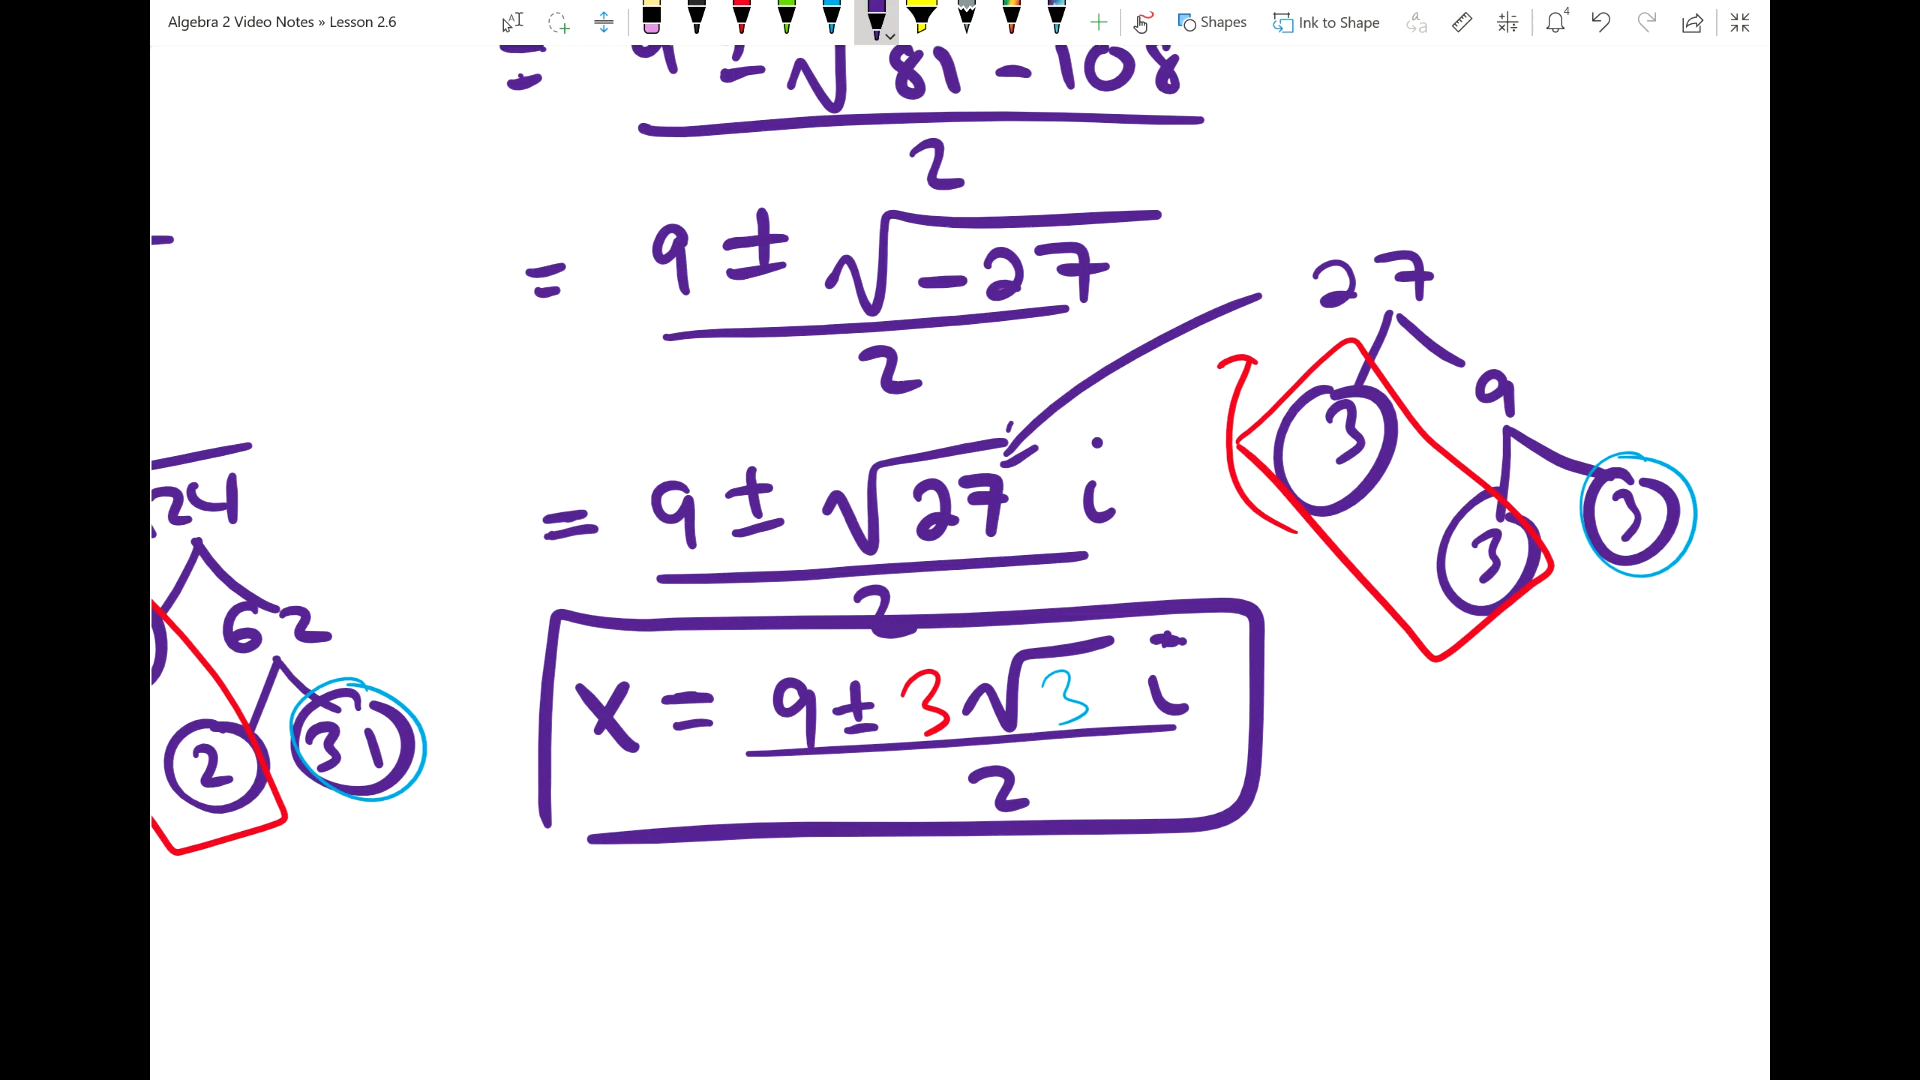 Algebra 2 Video Notes » Lesson 2.6
Shapes
Ink to Shape
4
= 9 ± √81 - 108
2
= 9 ± √-27
2
27
3 9
3 3
= 9 ± √27 i
2
x = 9 ± 3√3 i
2
24
62
2 31